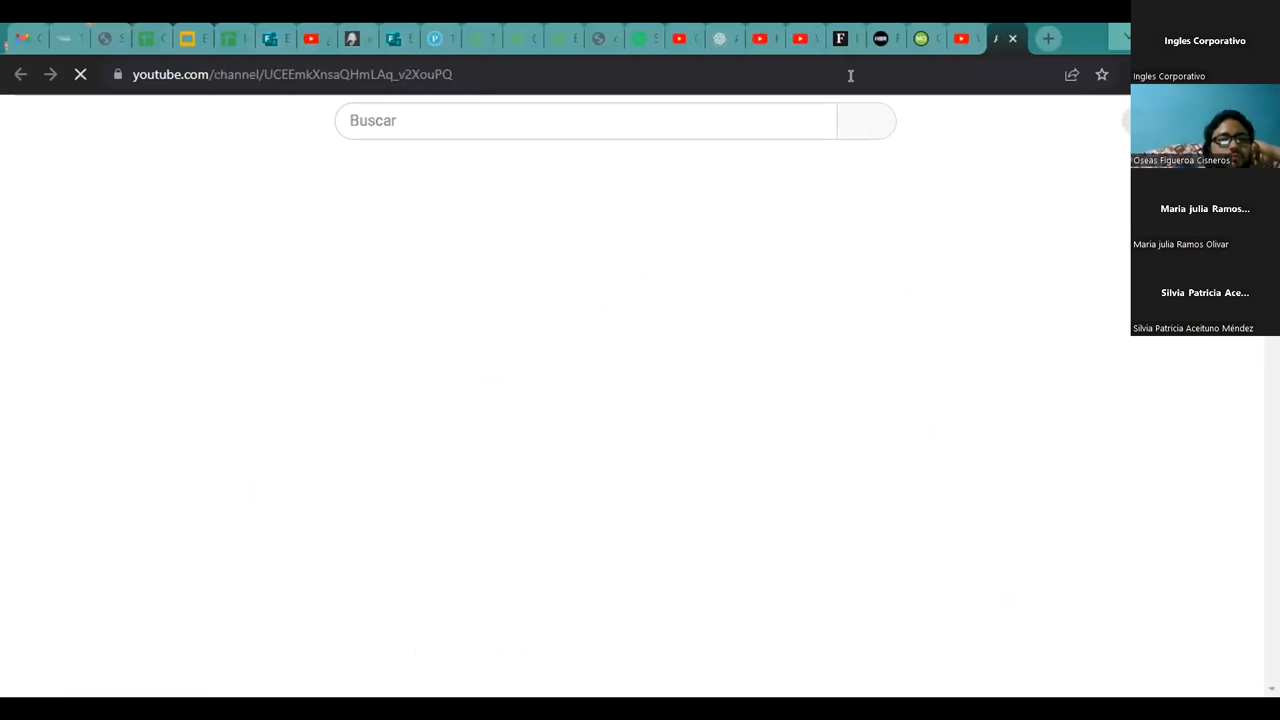 youtube.com/channel/UCEEmkXnsaQHmLAq_v2XouPQ
Buscar
Ingles Corporativo
Ingles Corporativo
Oseas Figueroa Cisneros
Maria julia Ramos...
Maria julia Ramos Olivar
Silvia Patricia Ace...
Silvia Patricia Aceituno Méndez